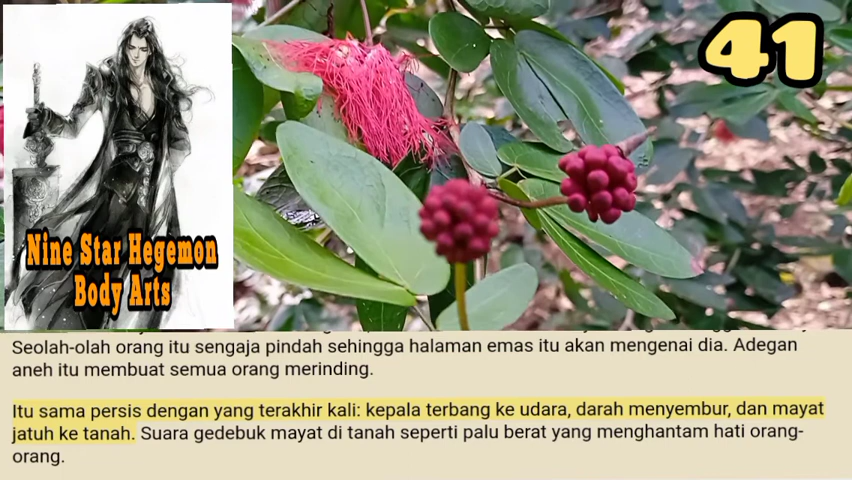 41
Nine Star Hegemon
Body Arts
Seolah-olah orang itu sengaja pindah sehingga halaman emas itu akan mengenai dia. Adegan
aneh itu membuat semua orang merinding.
Itu sama persis dengan yang terakhir kali: kepala terbang ke udara, darah menyembur, dan mayat
jatuh ke tanah. Suara gedebuk mayat di tanah seperti palu berat yang menghantam hati orang-
orang.